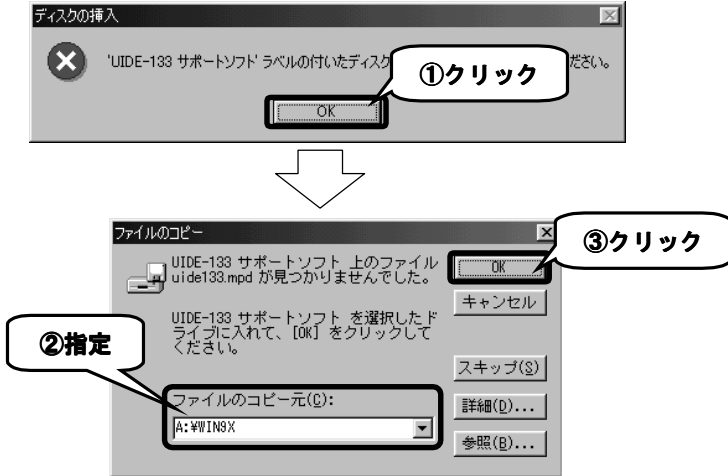 ディスクの挿入
'UIDE-133 サポートソフト' ラベルの付いたディスク
ださい。
①クリック
OK
ファイルのコピー
UIDE-133 サポートソフト 上のファイル
uide133.mpd が見つかりませんでした。
UIDE-133 サポートソフト を選択したド
ライブに入れて、[OK] をクリックして
ください。
②指定
ファイルのコピー元(C):
A:¥WIN9X
③クリック
OK
キャンセル
スキップ(S)
詳細(D)...
参照(B)...